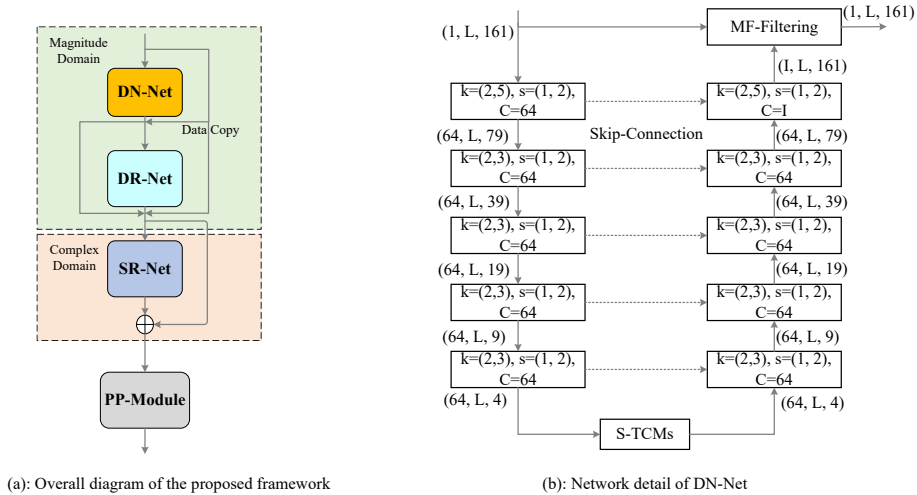 Magnitude
Domain
DN-Net
Data Copy
DR-Net
Complex
Domain
SR-Net
PP-Module
(a): Overall diagram of the proposed framework
(1, L, 161)
MF-Filtering
(1, L, 161)
(I, L, 161)
k=(2,5), s=(1, 2),
C=64
k=(2,5), s=(1, 2),
C=I
Skip-Connection
(64, L, 79)
(64, L, 79)
k=(2,3), s=(1, 2),
C=64
k=(2,3), s=(1, 2),
C=64
(64, L, 39)
(64, L, 39)
k=(2,3), s=(1, 2),
C=64
k=(2,3), s=(1, 2),
C=64
(64, L, 19)
(64, L, 19)
k=(2,3), s=(1, 2),
C=64
k=(2,3), s=(1, 2),
C=64
(64, L, 9)
(64, L, 9)
k=(2,3), s=(1, 2),
C=64
k=(2,3), s=(1, 2),
C=64
(64, L, 4)
(64, L, 4)
S-TCMs
(b): Network detail of DN-Net